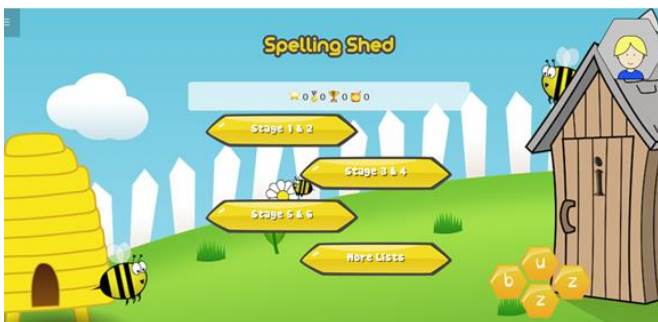 Spelling Shed
0 0 0 0
Stage 1 & 2
Stage 3 & 4
Stage 5 & 6
More Lists
i
u
b z
z